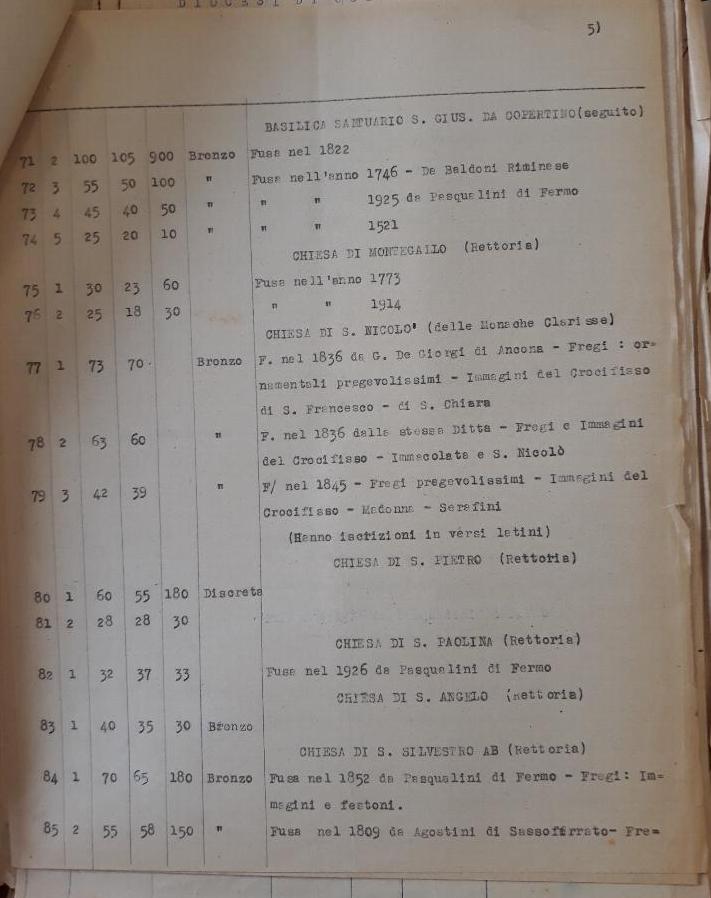 DIOCESI DI
5)
BASILICA SANTUARIO S. GIUS. DA COPERTINO(seguito)
71 2 100 105 900 Bronzo Fusa nel 1822
72 3 55 50 100 " Fusa nell'anno 1746 - De Baldoni Riminese
73 4 45 40 50 " " " 1925 da Pasqualini di Fermo
74 5 25 20 10 " " " 1521
CHIESA DI MONTEGALLO (Rettoria)
75 1 30 23 60 Fusa nell'anno 1773
76 2 25 18 30 " " 1914
CHIESA DI S. NICOLO' (delle Monache Clarisse)
77 1 73 70 Bronzo F. nel 1836 da G. De Giorgi di Ancona - Fregi : or=
namentali pregevolissimi - Immagini del Crocifisso
di S. Francesco - di S. Chiara
78 2 63 60 " F. nel 1836 dalla stessa Ditta - Fregi e Immagini
del Crocifisso - Immacolata e S. Nicolò
79 3 42 39 " F/ nel 1845 - Fregi pregevolissimi - Immagini del
Crocifisso - Madonna - Serafini
(Hanno iscrizioni in versi latini)
CHIESA DI S. PIETRO (Rettoria)
80 1 60 55 180 Discreta
81 2 28 28 30
CHIESA DI S. PAOLINA (Rettoria)
82 1 32 37 33 Fusa nel 1926 da Pasqualini di Fermo
CHIESA DI S. ANGELO (Rettoria)
83 1 40 35 30 Bronzo
CHIESA DI S. SILVESTRO AB (Rettoria)
84 1 70 65 180 Bronzo Fusa nel 1852 da Pasqualini di Fermo - Fregi: Im=
magini e festoni.
85 2 55 58 150 " Fusa nel 1809 da Agostini di Sassoferrato- Fre=